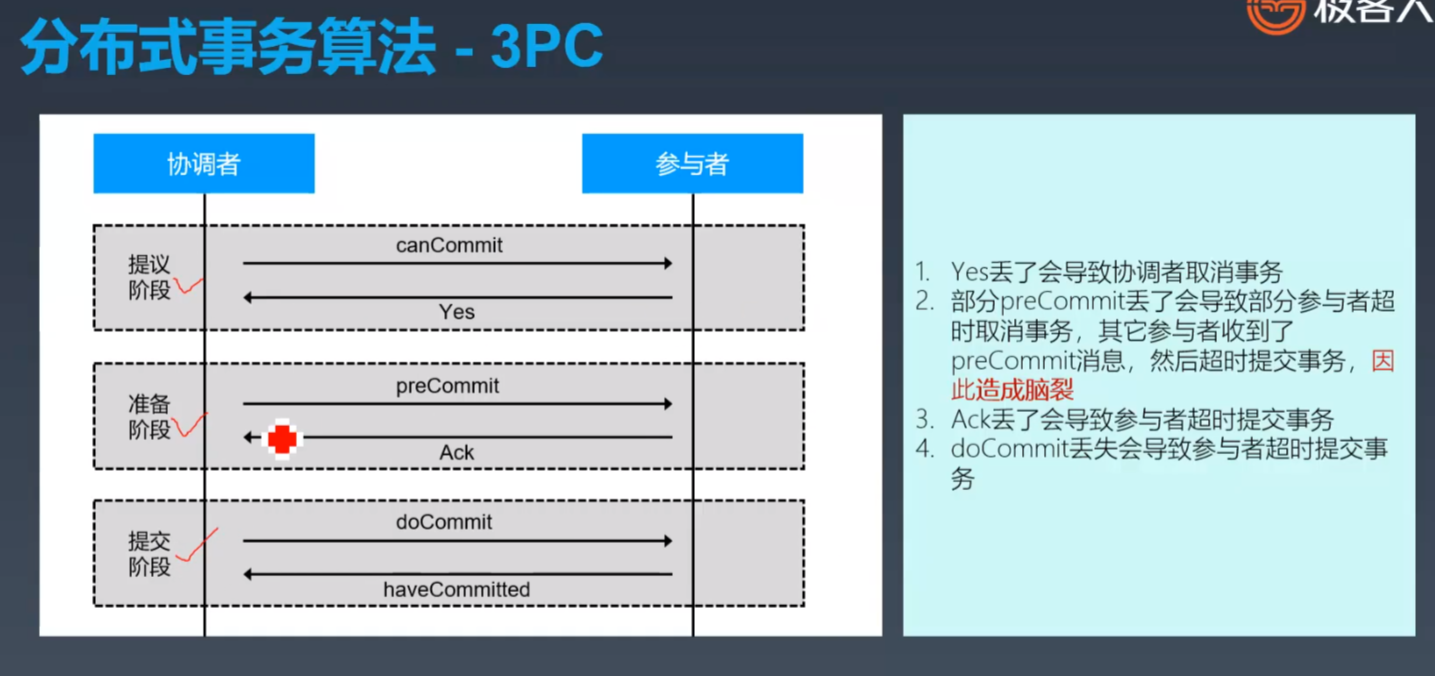 极客
分布式事务算法 - 3PC
协调者
参与者
提议
阶段
canCommit
Yes
准备
阶段
preCommit
Ack
提交
阶段
doCommit
haveCommitted
1. Yes丢了会导致协调者取消事务
2. 部分preCommit丢了会导致部分参与者超
时取消事务，其它参与者收到了
preCommit消息，然后超时提交事务，因
此造成脑裂
3. Ack丢了会导致参与者超时提交事务
4. doCommit丢失会导致参与者超时提交事
务